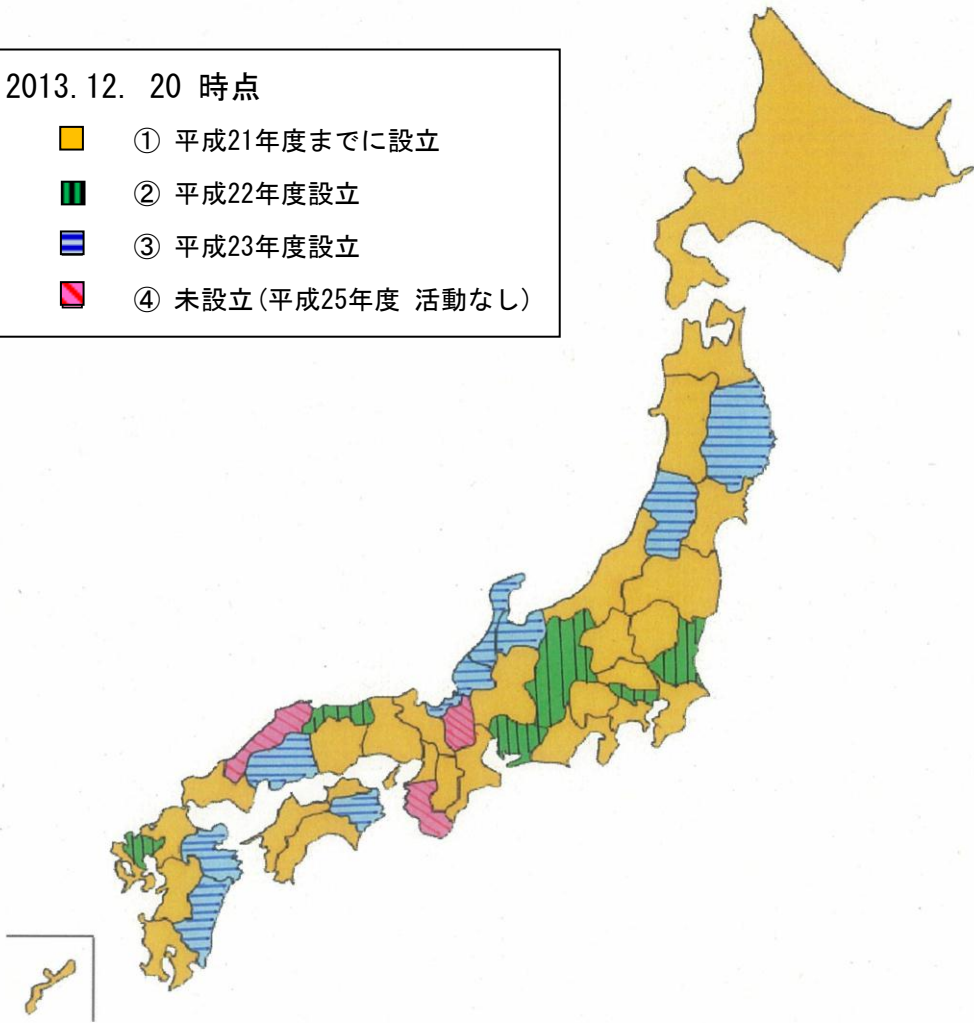 2013.12. 20 時点
① 平成21年度までに設立
② 平成22年度設立
③ 平成23年度設立
④ 未設立(平成25年度 活動なし)